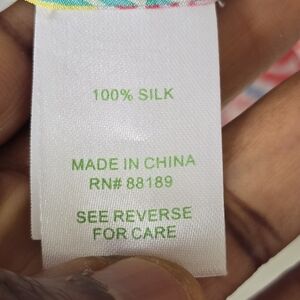 100% SILK
MADE IN CHINA
RN# 88189
SEE REVERSE
FOR CARE